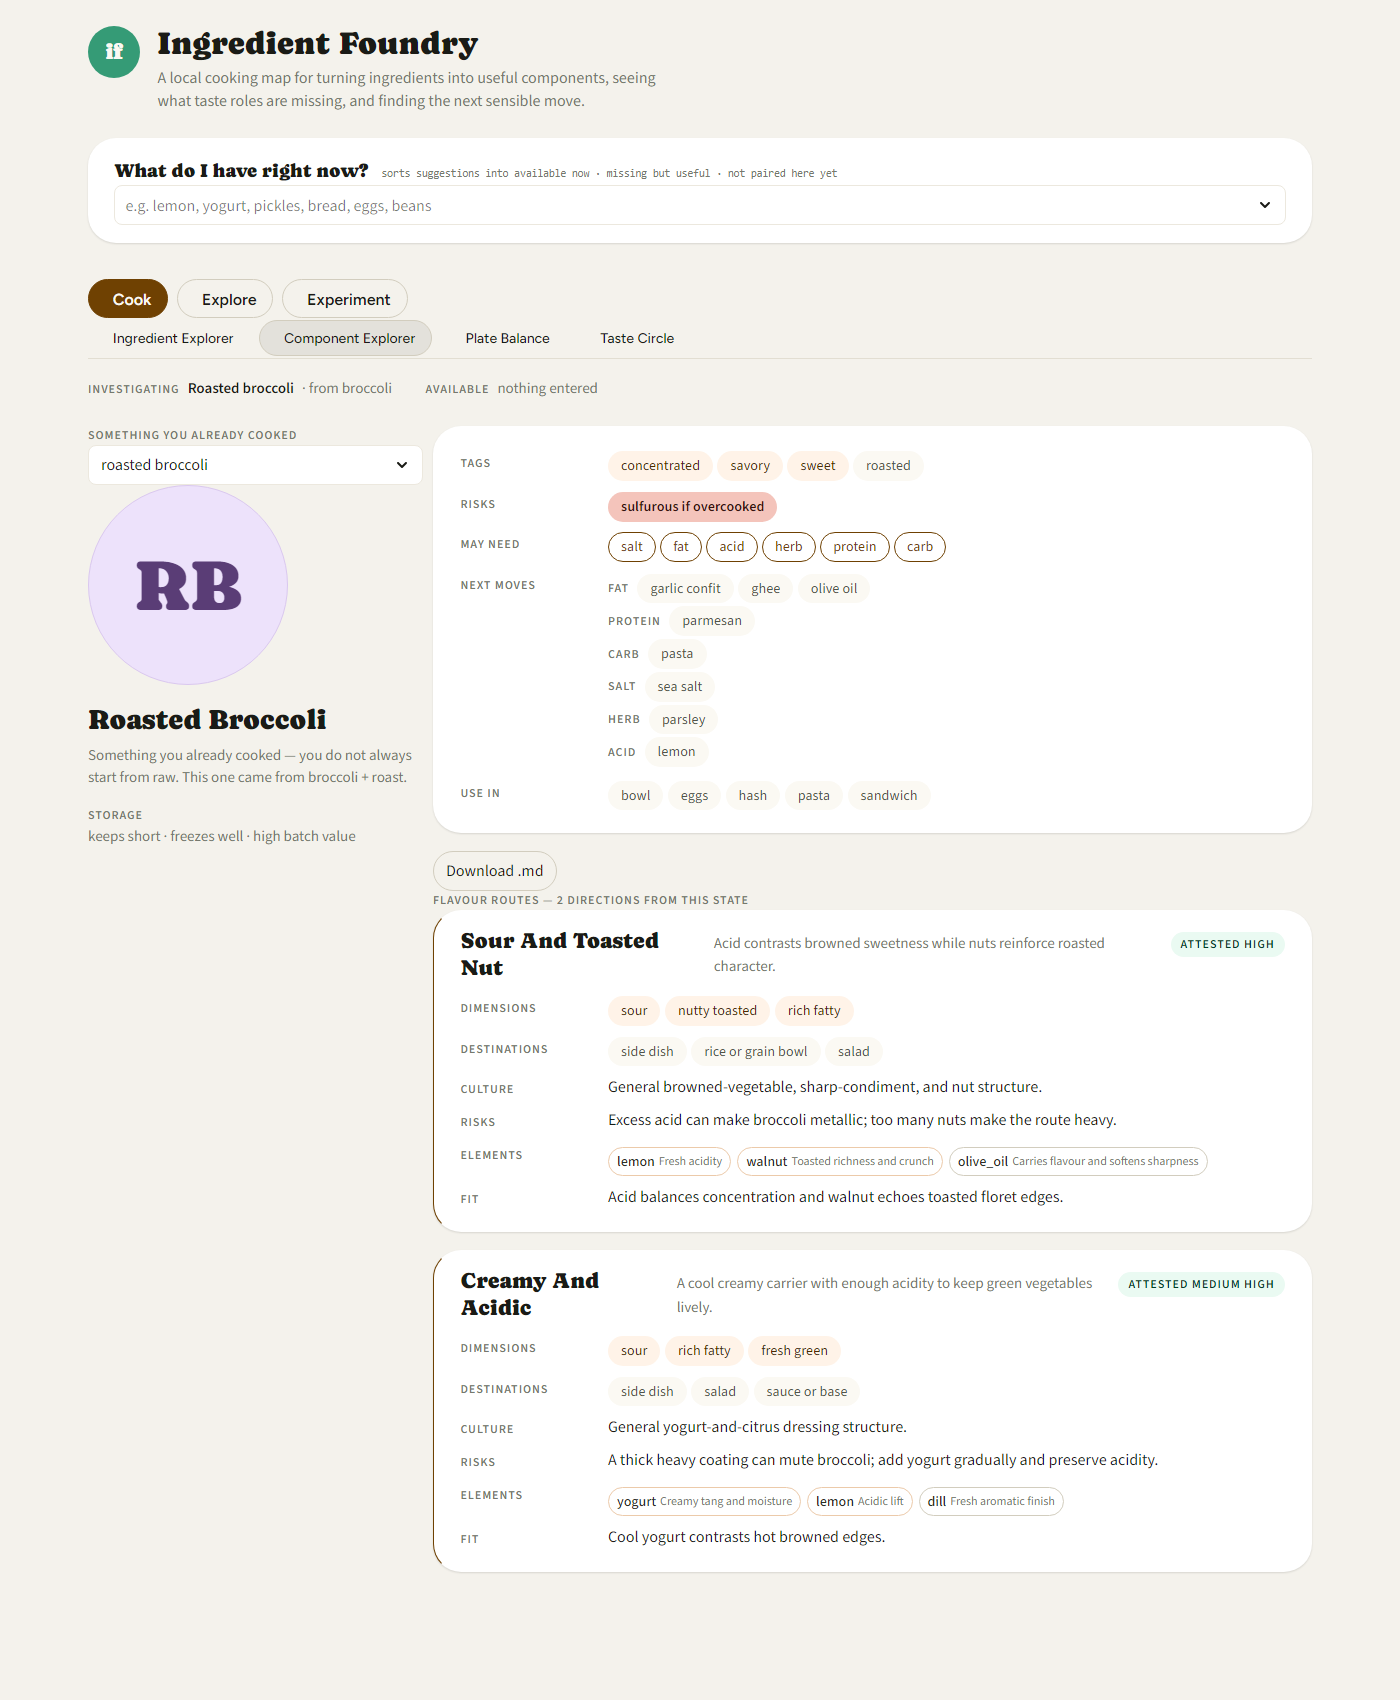 if
Ingredient Foundry
A local cooking map for turning ingredients into useful components, seeing
what taste roles are missing, and finding the next sensible move.
What do I have right now? sorts suggestions into available now · missing but useful · not paired here yet
e.g. lemon, yogurt, pickles, bread, eggs, beans
Cook Explore Experiment
Ingredient Explorer Component Explorer Plate Balance Taste Circle
INVESTIGATING Roasted broccoli · from broccoli AVAILABLE nothing entered
SOMETHING YOU ALREADY COOKED
roasted broccoli
RB
Roasted Broccoli
Something you already cooked — you do not always
start from raw. This one came from broccoli + roast.
STORAGE
keeps short · freezes well · high batch value
TAGS concentrated savory sweet roasted
RISKS sulfurous if overcooked
MAY NEED salt fat acid herb protein carb
NEXT MOVES FAT garlic confit ghee olive oil
PROTEIN parmesan
CARB pasta
SALT sea salt
HERB parsley
ACID lemon
USE IN bowl eggs hash pasta sandwich
Download .md
FLAVOUR ROUTES — 2 DIRECTIONS FROM THIS STATE
Sour And Toasted
Nut
Acid contrasts browned sweetness while nuts reinforce roasted
character.
ATTESTED HIGH
DIMENSIONS sour nutty toasted rich fatty
DESTINATIONS side dish rice or grain bowl salad
CULTURE General browned-vegetable, sharp-condiment, and nut structure.
RISKS Excess acid can make broccoli metallic; too many nuts make the route heavy.
ELEMENTS lemon Fresh acidity walnut Toasted richness and crunch olive_oil Carries flavour and softens sharpness
FIT Acid balances concentration and walnut echoes toasted floret edges.
Creamy And
Acidic
A cool creamy carrier with enough acidity to keep green vegetables
lively.
ATTESTED MEDIUM HIGH
DIMENSIONS sour rich fatty fresh green
DESTINATIONS side dish salad sauce or base
CULTURE General yogurt-and-citrus dressing structure.
RISKS A thick heavy coating can mute broccoli; add yogurt gradually and preserve acidity.
ELEMENTS yogurt Creamy tang and moisture lemon Acidic lift dill Fresh aromatic finish
FIT Cool yogurt contrasts hot browned edges.